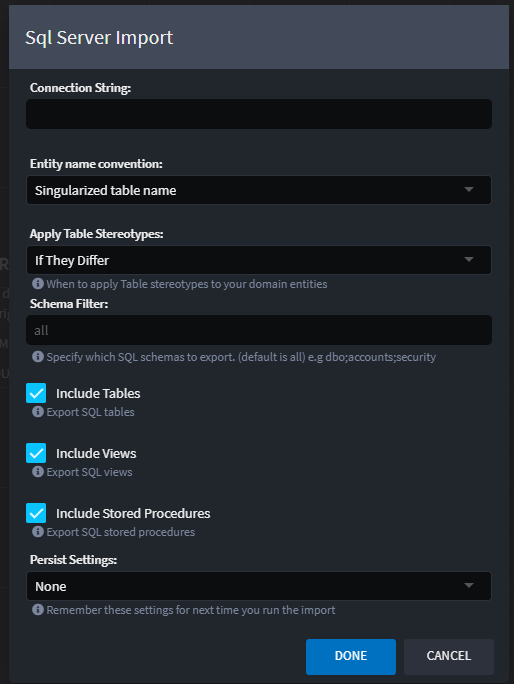 Sql Server Import
Connection String:
Entity name convention:
Singularized table name
Apply Table Stereotypes:
If They Differ
When to apply Table stereotypes to your domain entities
Schema Filter:
all
Specify which SQL schemas to export. (default is all) e.g dbo;accounts;security
Include Tables
Export SQL tables
Include Views
Export SQL views
Include Stored Procedures
Export SQL stored procedures
Persist Settings:
None
Remember these settings for next time you run the import
DONE
CANCEL